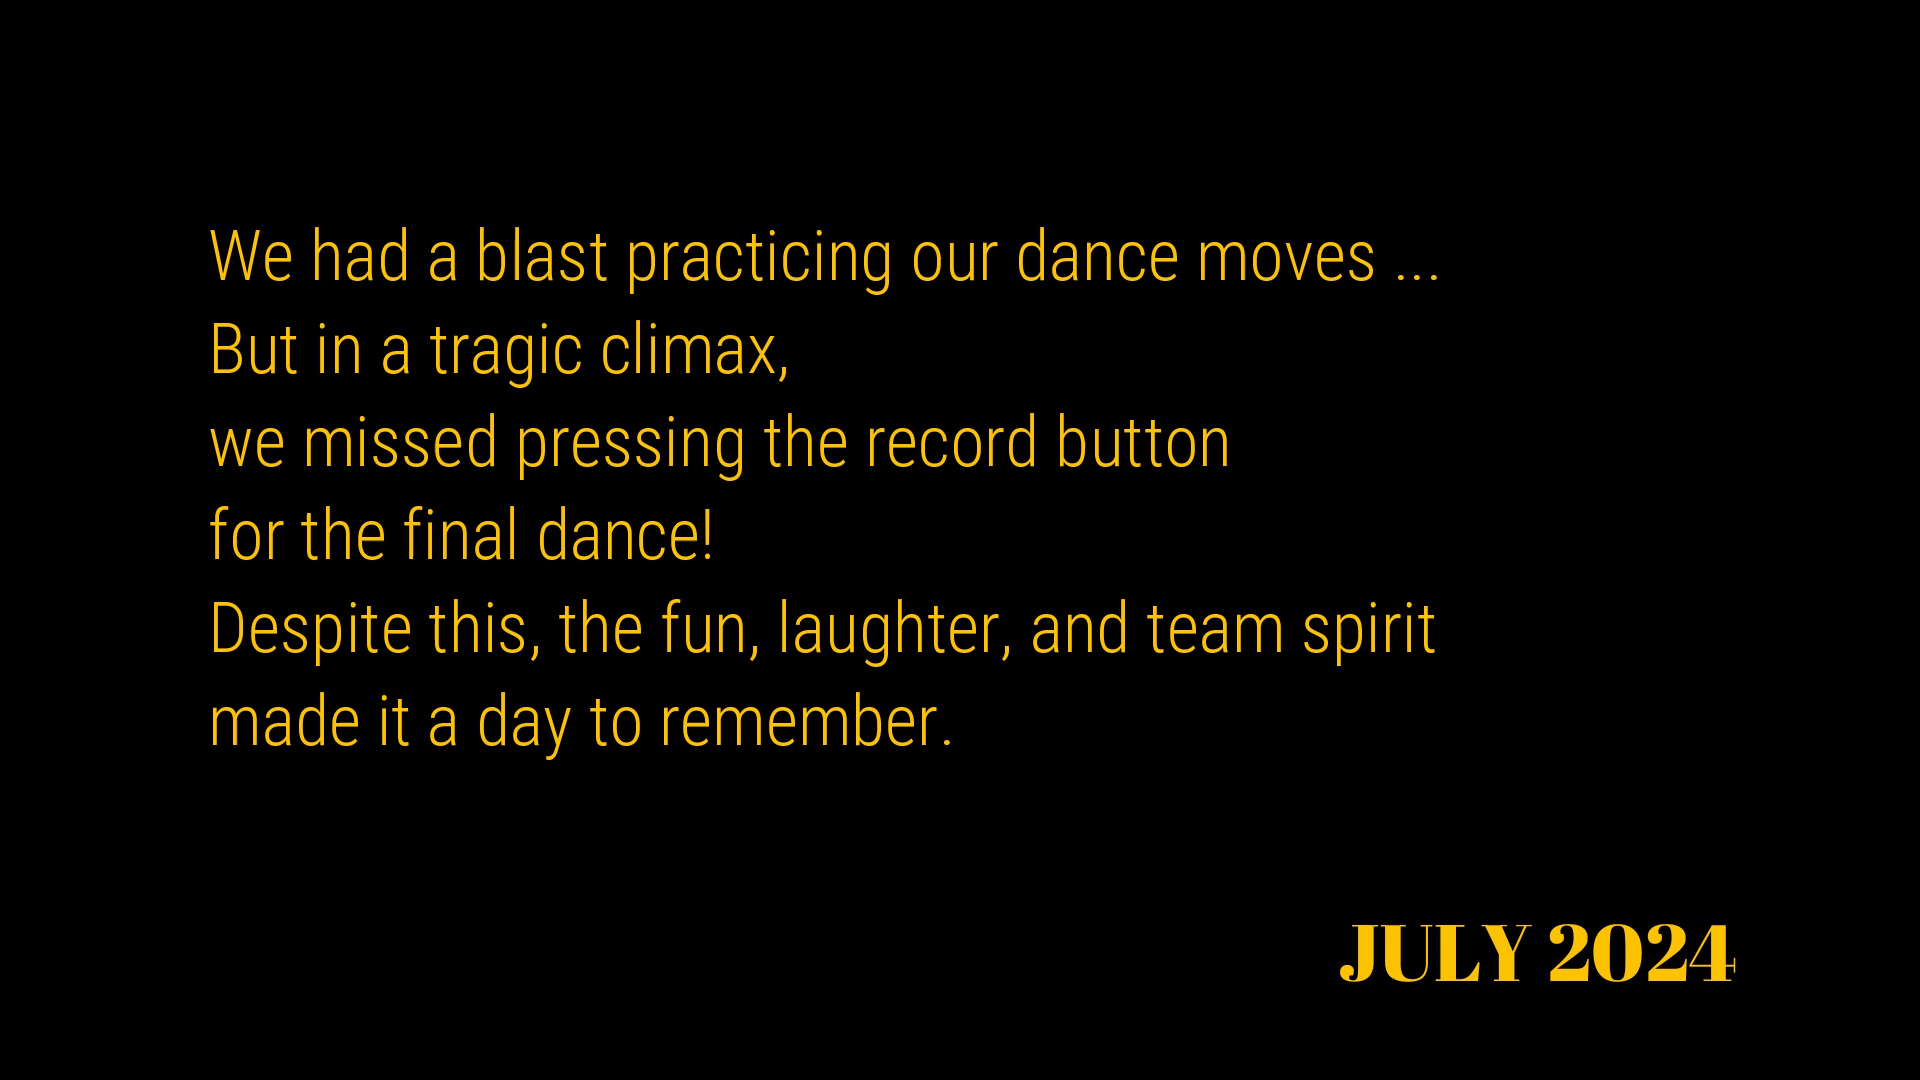 We had a blast practicing our dance moves ...
But in a tragic climax,
we missed pressing the record button
for the final dance!
Despite this, the fun, laughter, and team spirit
made it a day to remember.
JULY 2024